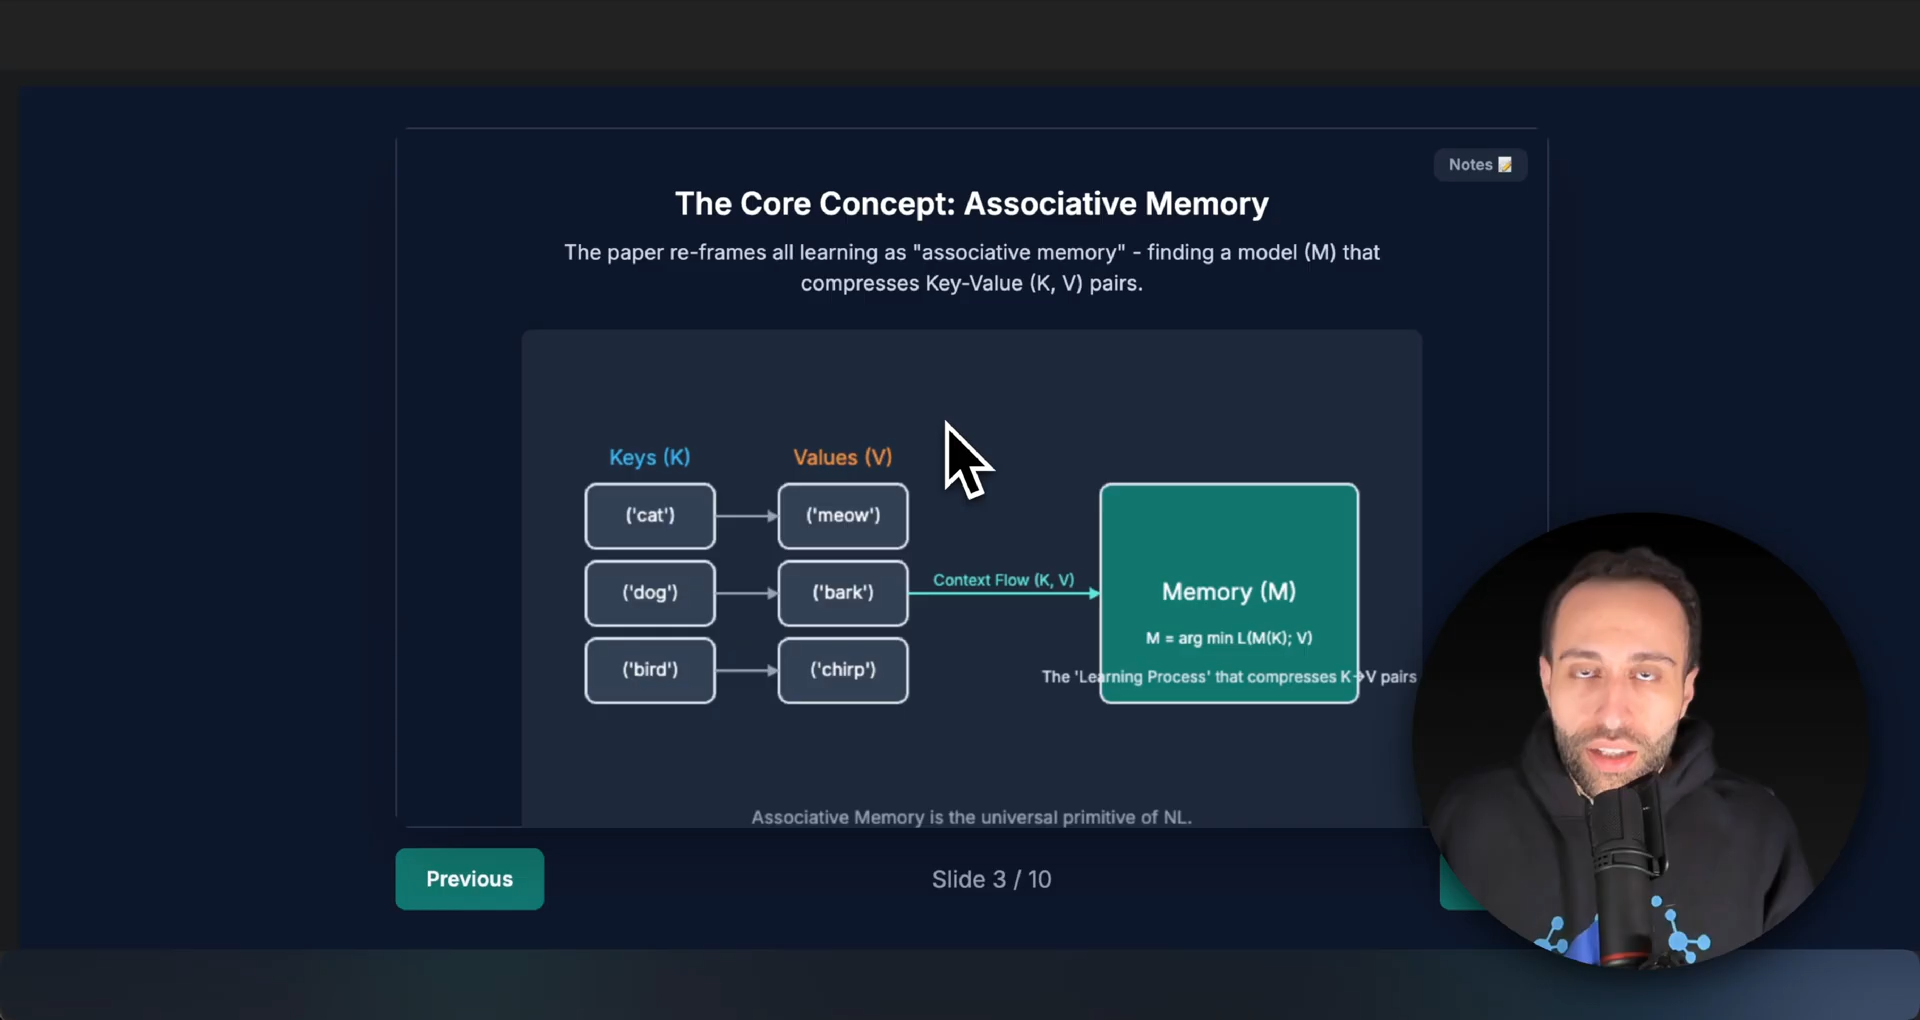 Notes 📝
The Core Concept: Associative Memory
The paper re-frames all learning as "associative memory" - finding a model (M) that
compresses Key-Value (K, V) pairs.
Keys (K)
Values (V)
('cat')
('meow')
('dog')
('bark')
('bird')
('chirp')
Context Flow (K, V)
Memory (M)
M = arg min L(M(K); V)
The 'Learning Process' that compresses K→V pairs
Associative Memory is the universal primitive of NL.
Previous
Slide 3 / 10